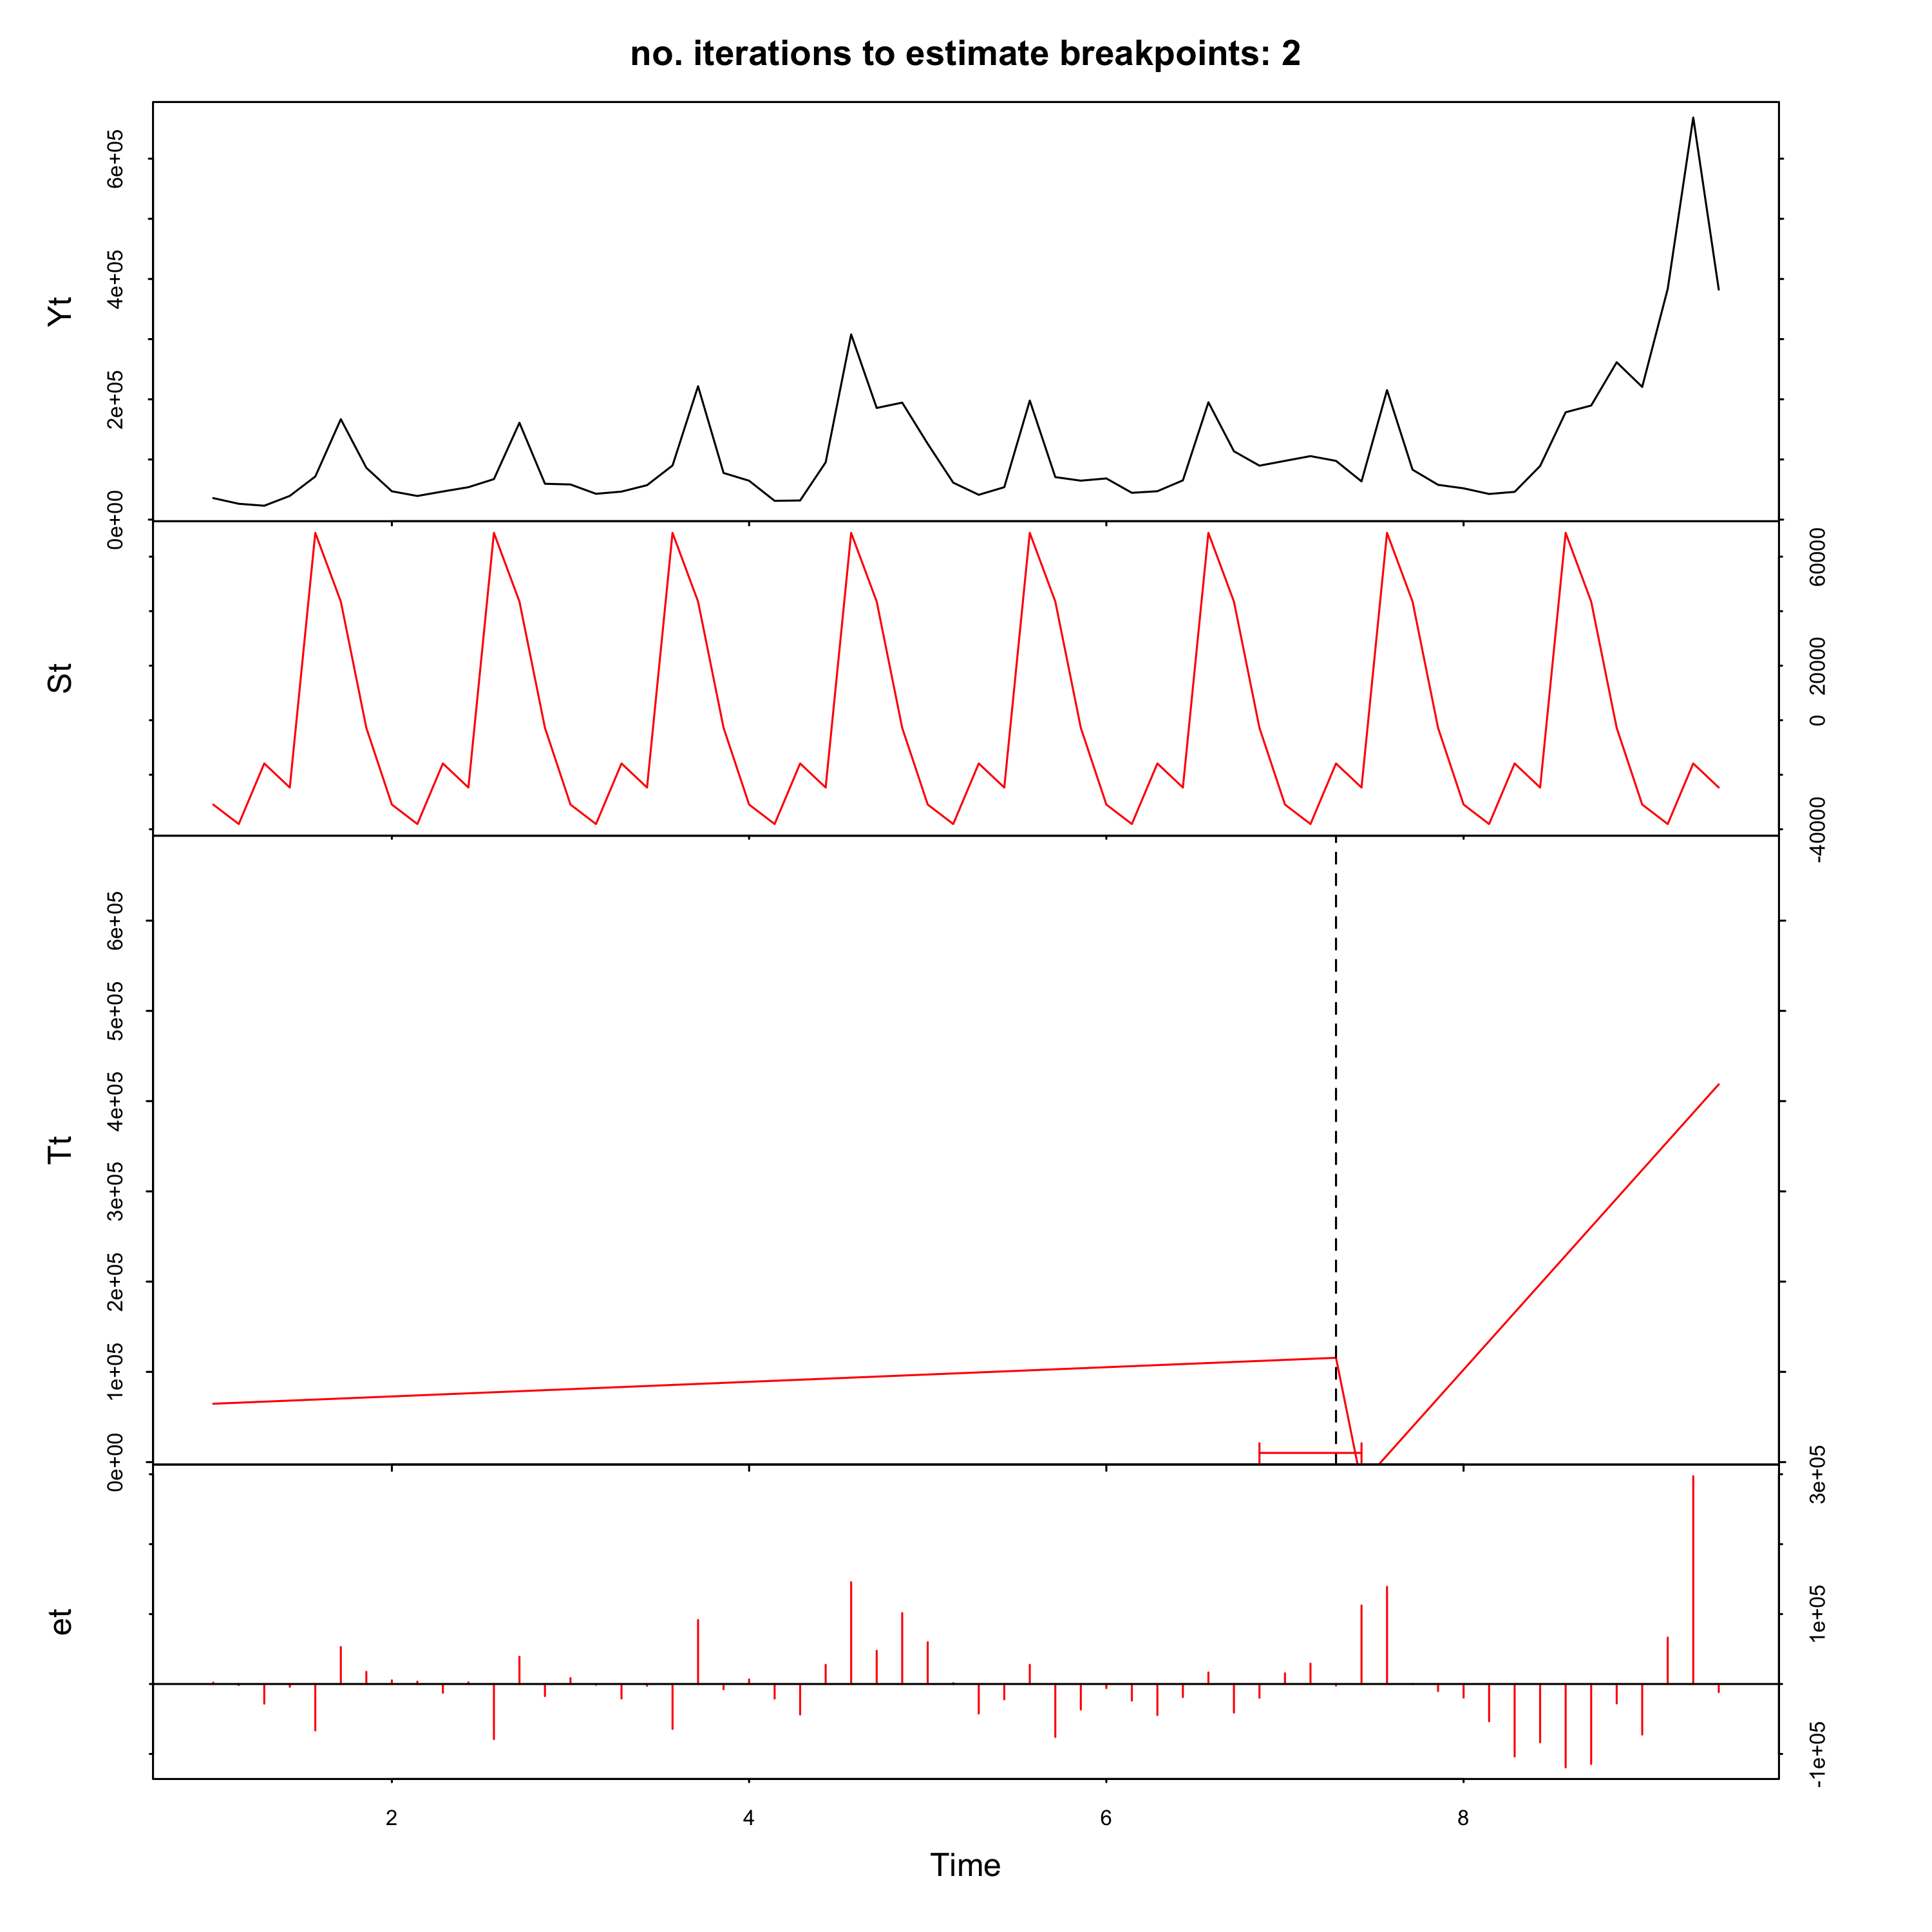 no. iterations to estimate breakpoints: 2
Yt
0e+00 2e+05 4e+05 6e+05
St
-40000 0 20000 60000
Tt
0e+00 1e+05 2e+05 3e+05 4e+05 5e+05 6e+05
et
-1e+05 1e+05 3e+05
2 4 6 8
Time